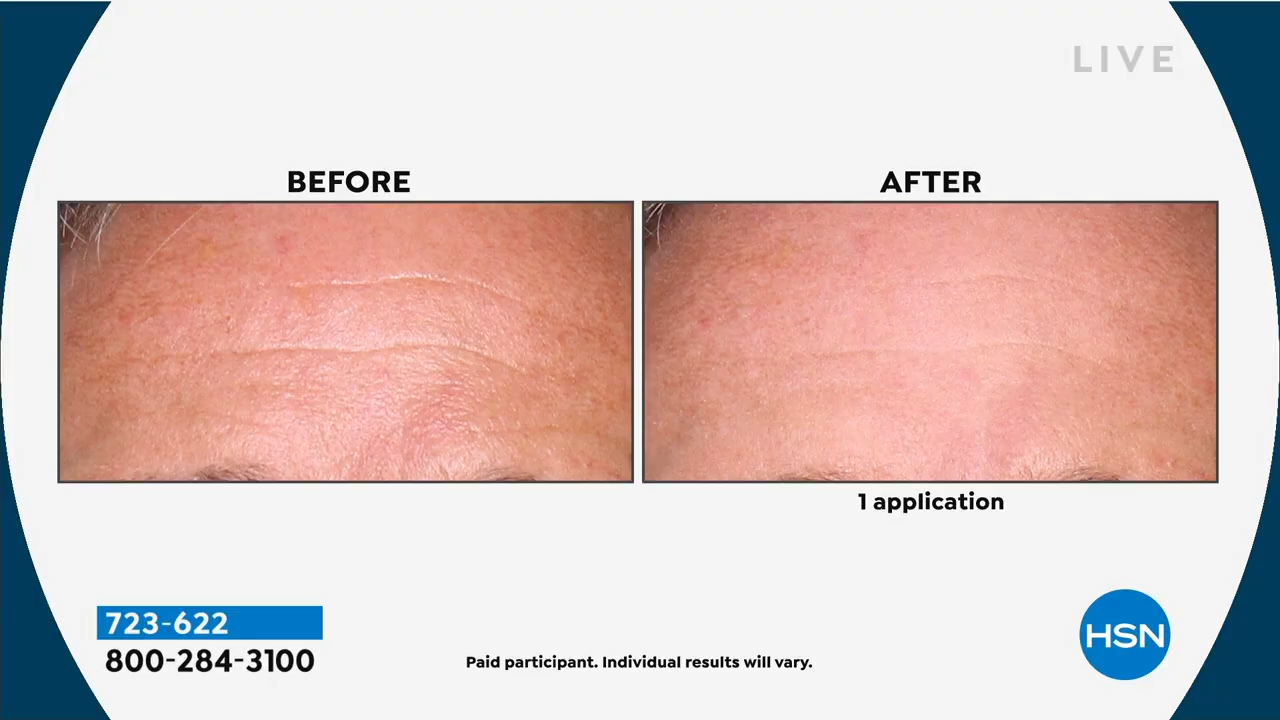 LIVE
BEFORE
AFTER
1 application
723-622
800-284-3100
Paid participant. Individual results will vary.
HSN